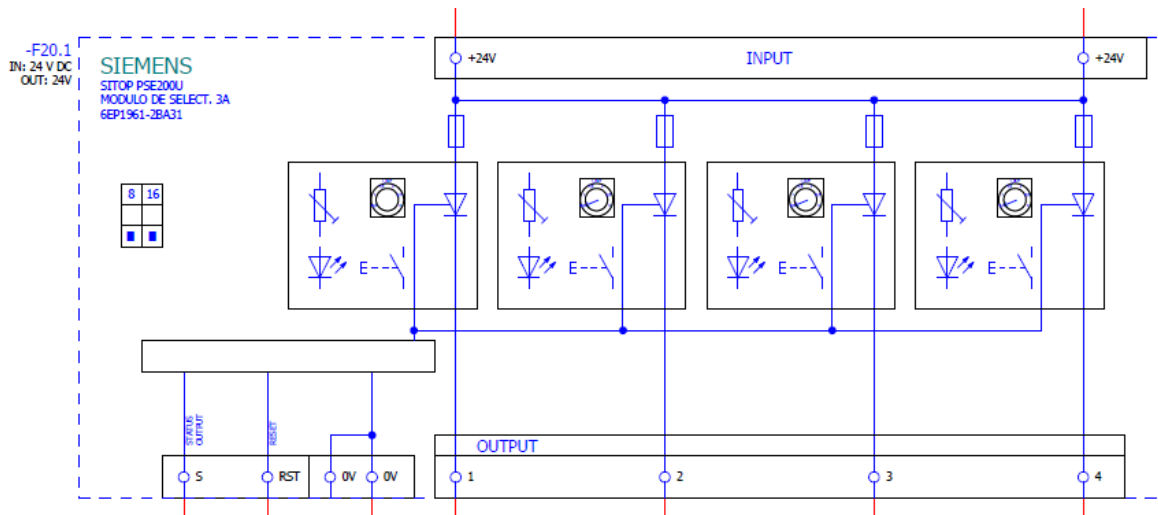 -F20.1
IN: 24 V DC
OUT: 24V
SIEMENS
SITOP PSE200U
MODULO DE SELECT. 3A
6EP1961-2BA31
+24V
INPUT
+24V
8 16
E
E
E
E
STATUS
OUTPUT
RESET
OUTPUT
S
RST
0V
0V
1
2
3
4